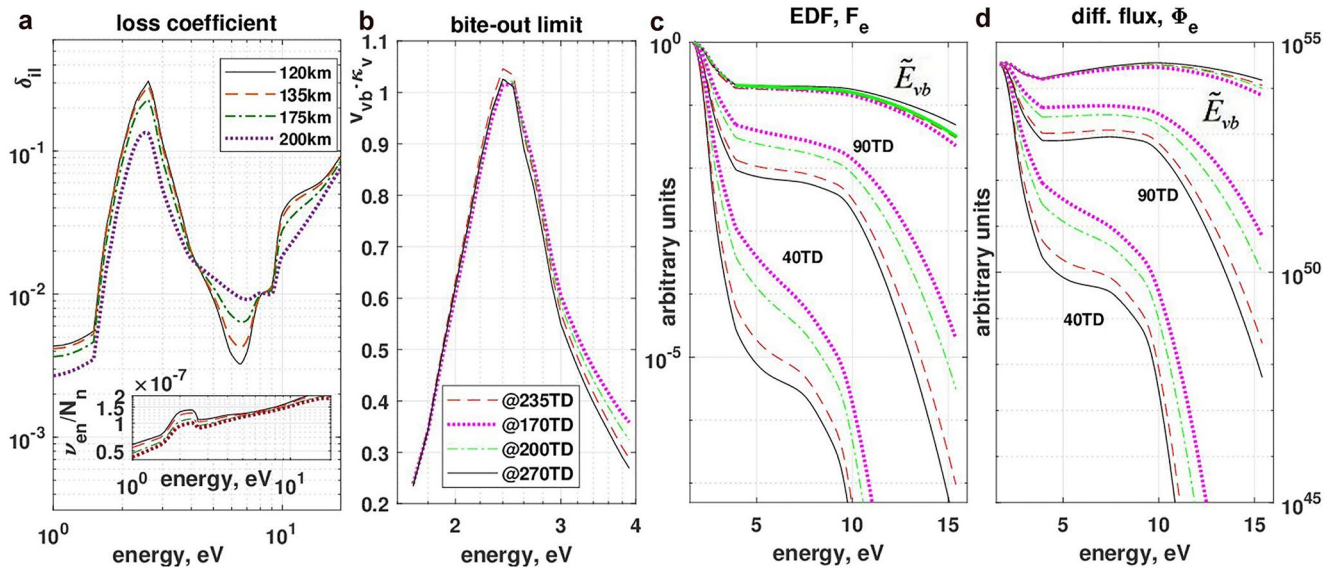 a
loss coefficient
δ_il
10^-1
10^-2
10^-3
120km
135km
175km
200km
×10^-7
2
1.5
1
0.5
ν_en/N_n
10^0
energy, eV
10^1
10^0
10^1
energy, eV
b
bite-out limit
ν_vb·κ_v
1.1
1
0.9
0.8
0.7
0.6
0.5
0.4
0.3
0.2
@235TD
@170TD
@200TD
@270TD
2
3
4
energy, eV
c
EDF, F_e
10^0
10^-5
arbitrary units
Ẽ_vb
90TD
40TD
5
10
15
energy, eV
d
diff. flux, Φ_e
10^55
10^50
10^45
arbitrary units
Ẽ_vb
90TD
40TD
5
10
15
energy, eV